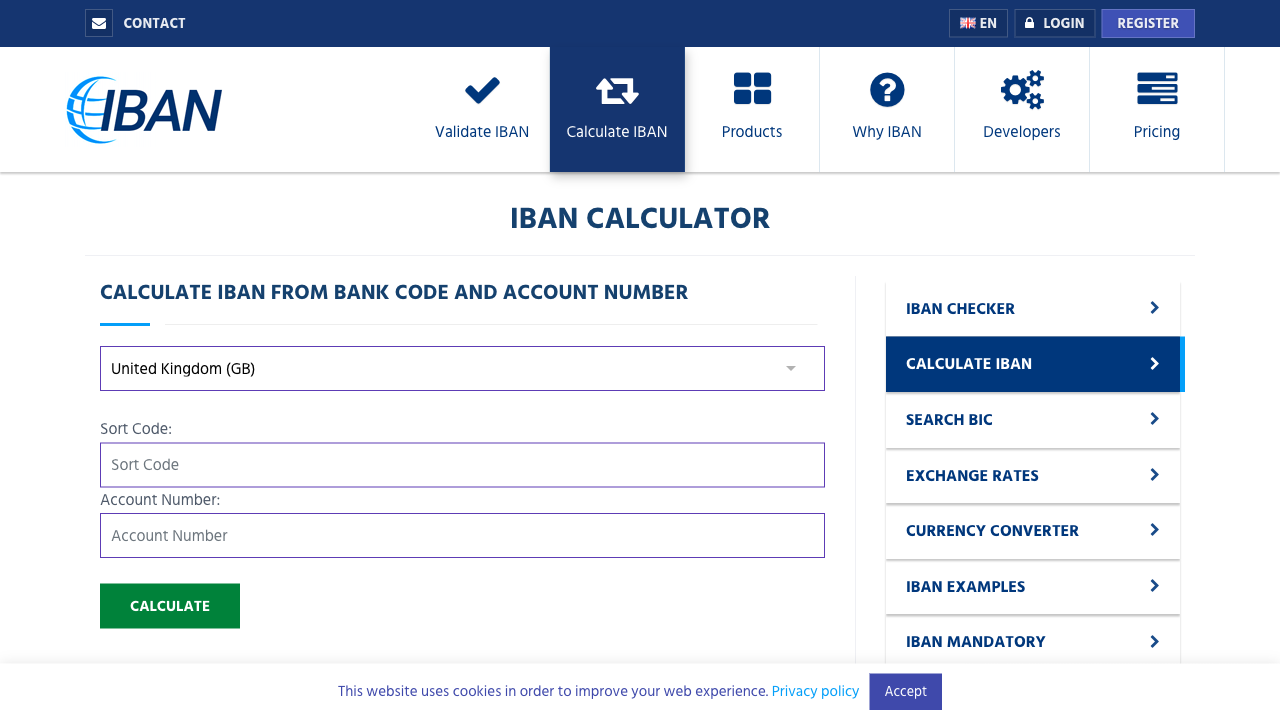 CONTACT
EN
LOGIN
REGISTER
IBAN
Validate IBAN
Calculate IBAN
Products
Why IBAN
Developers
Pricing
IBAN CALCULATOR
CALCULATE IBAN FROM BANK CODE AND ACCOUNT NUMBER
United Kingdom (GB)
Sort Code:
Sort Code
Account Number:
Account Number
CALCULATE
IBAN CHECKER
CALCULATE IBAN
SEARCH BIC
EXCHANGE RATES
CURRENCY CONVERTER
IBAN EXAMPLES
IBAN MANDATORY
This website uses cookies in order to improve your web experience. Privacy policy
Accept